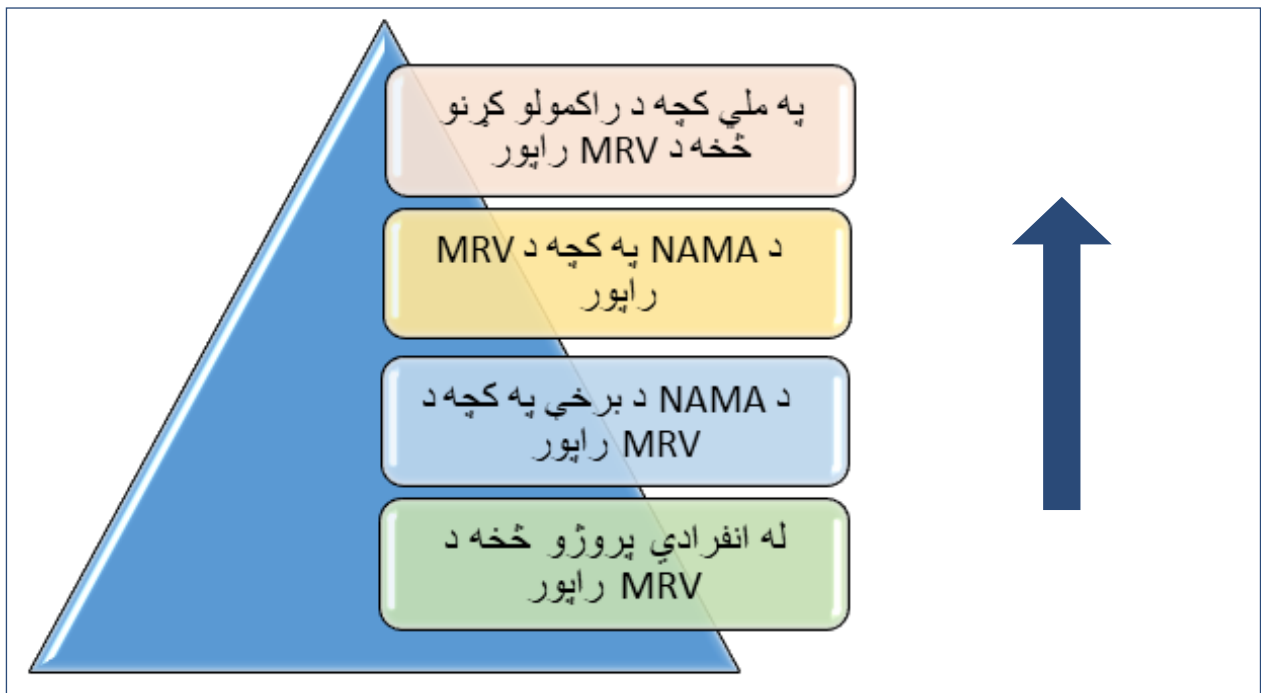 په ملي کچه د راکمولو کړنو
څخه د MRV راپور
د NAMA په کچه د MRV
راپور
د NAMA د برخې په کچه د
MRV راپور
له انفرادي پروژو څخه د
MRV راپور